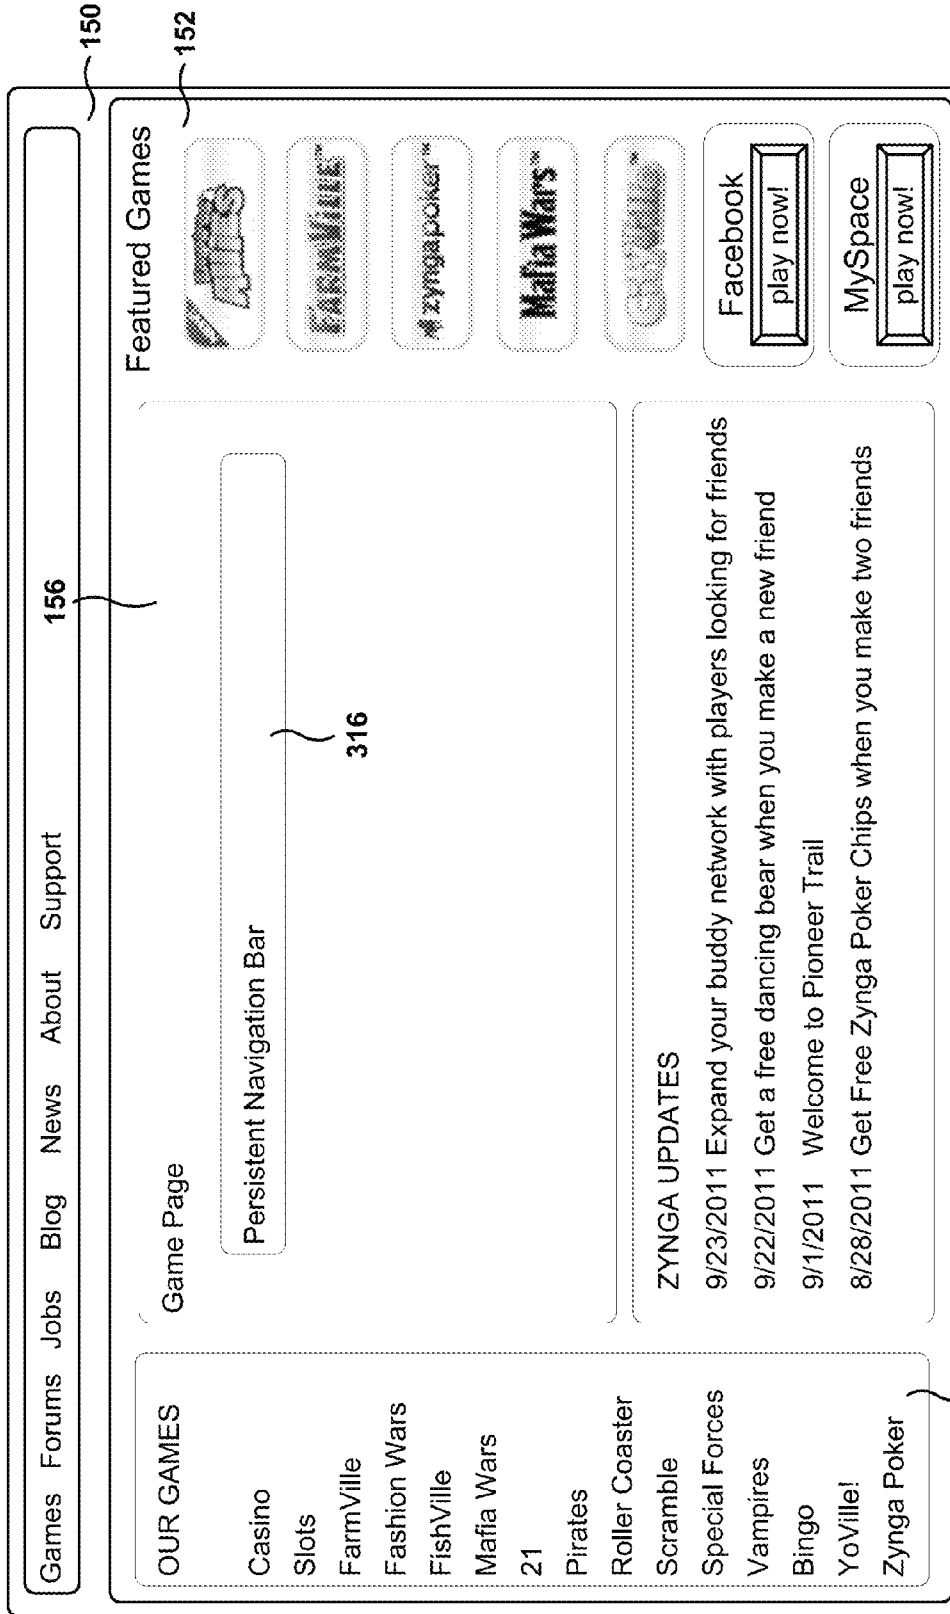 Games Forums Jobs Blog News About Support
150
152
156
OUR GAMES
Casino
Slots
FarmVille
Fashion Wars
FishVille
Mafia Wars
21
Pirates
Roller Coaster
Scramble
Special Forces
Vampires
Bingo
YoVille!
Zynga Poker
Game Page
Persistent Navigation Bar
316
ZYNGA UPDATES
9/23/2011 Expand your buddy network with players looking for friends
9/22/2011 Get a free dancing bear when you make a new friend
9/1/2011 Welcome to Pioneer Trail
8/28/2011 Get Free Zynga Poker Chips when you make two friends
Featured Games
FARMVILLE™
zyngapoker™
Mafia Wars™
Facebook
play now!
MySpace
play now!